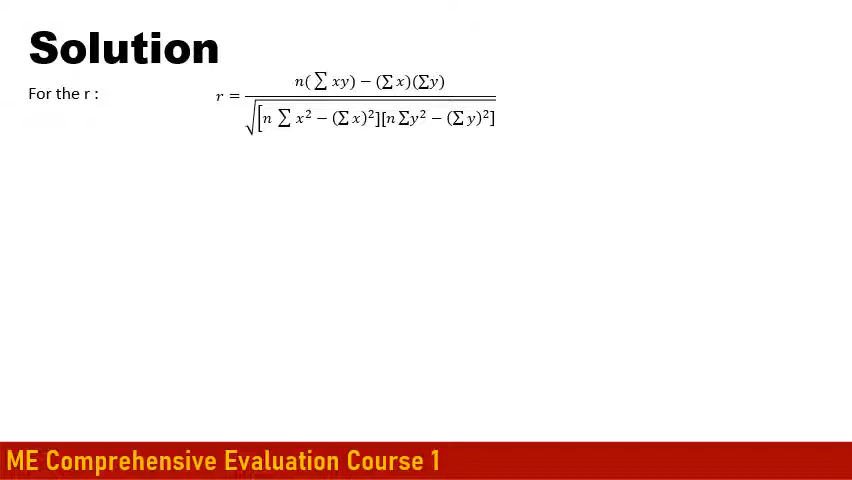 Solution
For the r :
r = n(∑ xy) − (∑ x)(∑y) / √[n ∑ x² − (∑ x)²][n ∑y² − (∑ y)²]
ME Comprehensive Evaluation Course 1